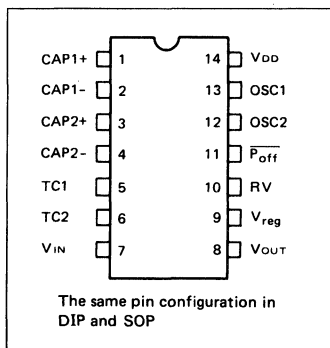 CAP1+ 1 14 VDD
CAP1- 2 13 OSC1
CAP2+ 3 12 OSC2
CAP2- 4 11 Poff
TC1 5 10 RV
TC2 6 9 Vreg
VIN 7 8 VOUT
The same pin configuration in
DIP and SOP